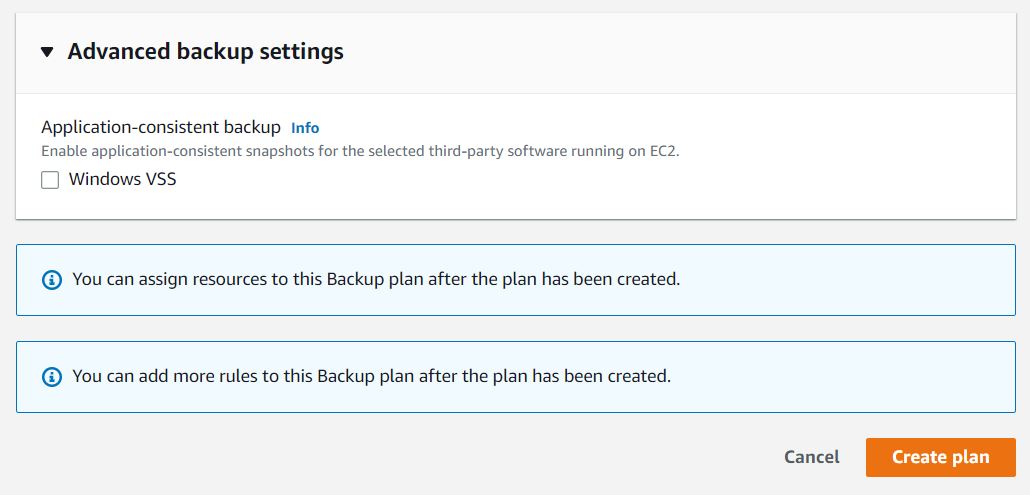 Advanced backup settings
Application-consistent backup Info
Enable application-consistent snapshots for the selected third-party software running on EC2.
Windows VSS
You can assign resources to this Backup plan after the plan has been created.
You can add more rules to this Backup plan after the plan has been created.
Cancel Create plan